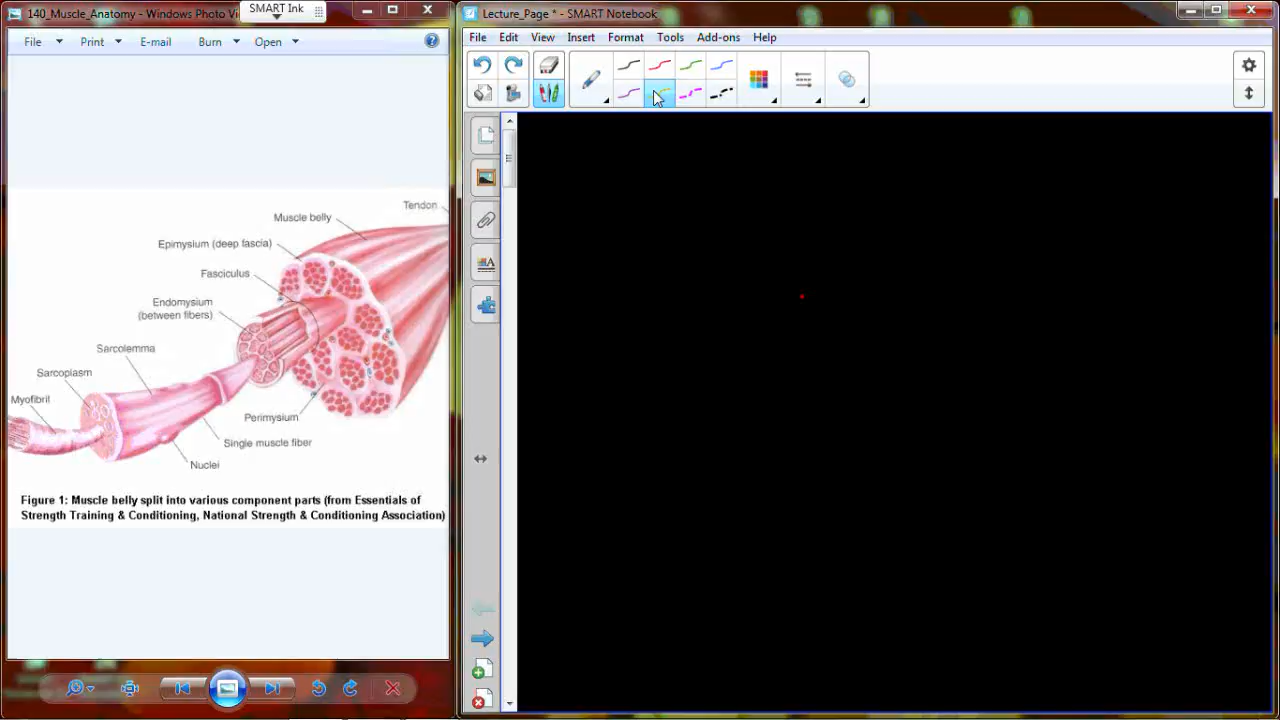 140_Muscle_Anatomy - Windows Photo Vi
SMART Ink
File Print E-mail Burn Open
Tendon
Muscle belly
Epimysium (deep fascia)
Fasciculus
Endomysium
(between fibers)
Sarcolemma
Sarcoplasm
Myofibril
Perimysium
Single muscle fiber
Nuclei
Figure 1: Muscle belly split into various component parts (from Essentials of
Strength Training & Conditioning, National Strength & Conditioning Association)
Lecture_Page * - SMART Notebook
File Edit View Insert Format Tools Add-ons Help